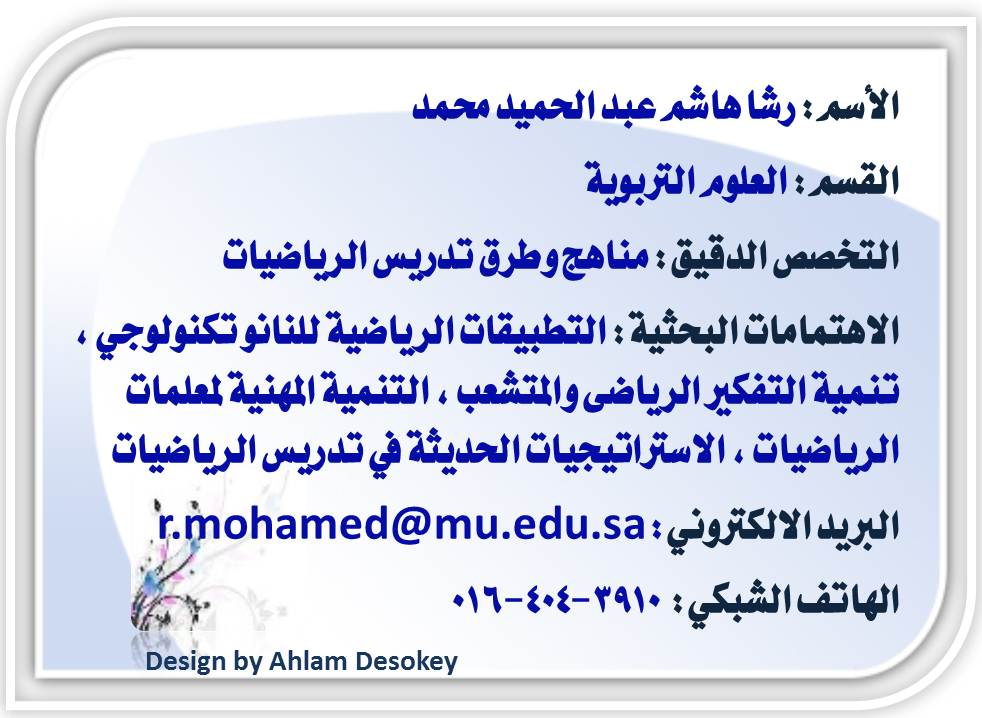 الأسم : رشا هاشم عبد الحميد محمد
القسم : العلوم التربوية
التخصص الدقيق : مناهج وطرق تدريس الرياضيات
الاهتمامات البحثية : التطبيقات الرياضية للنانو تكنولوجي ،
تنمية التفكير الرياضى والمتشعب ، التنمية المهنية لمعلمات
الرياضيات ، الاستراتيجيات الحديثة في تدريس الرياضيات
البريد الالكتروني : r.mohamed@mu.edu.sa
الهاتف الشبكي : ٠١٦-٤٠٤-٣٩١٠
Design by Ahlam Desokey